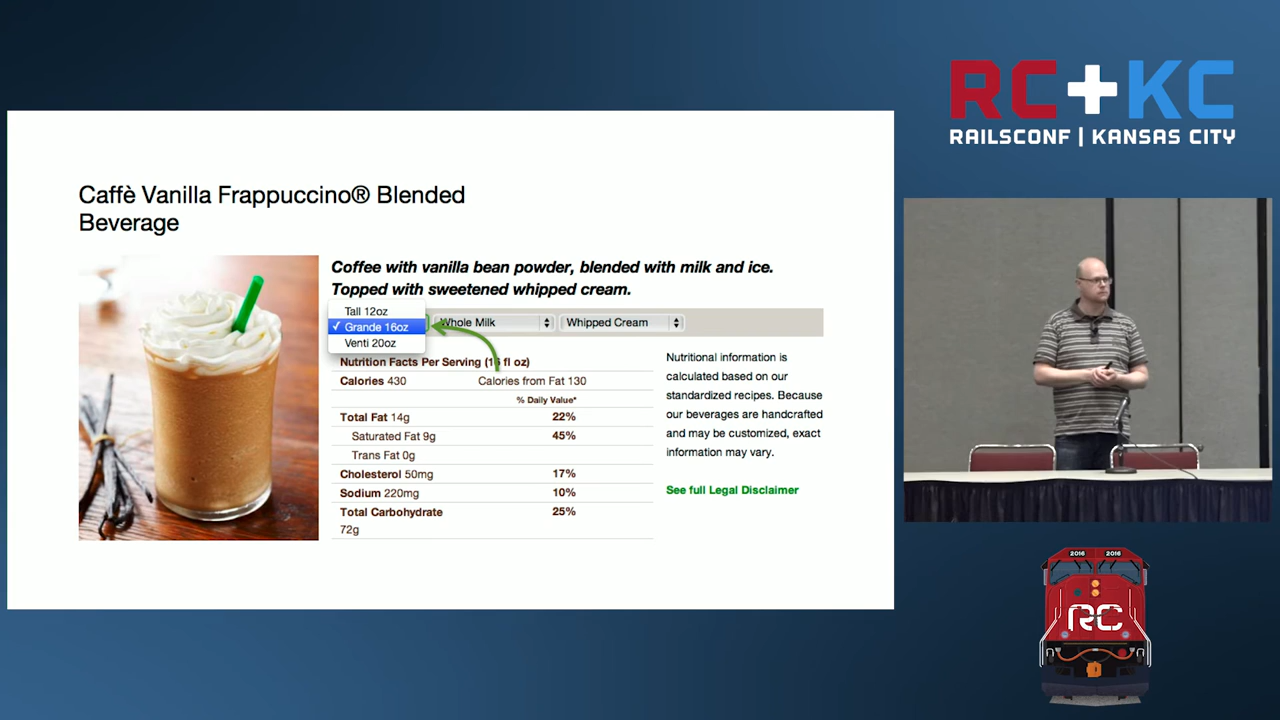 RC+KC
RAILSCONF | KANSAS CITY
Caffè Vanilla Frappuccino® Blended
Beverage
Coffee with vanilla bean powder, blended with milk and ice.
Topped with sweetened whipped cream.
Tall 12oz
✓ Grande 16oz
Venti 20oz
Whole Milk
Whipped Cream
Nutrition Facts Per Serving (16 fl oz)
Calories 430 Calories from Fat 130
% Daily Value*
Total Fat 14g 22%
Saturated Fat 9g 45%
Trans Fat 0g
Cholesterol 50mg 17%
Sodium 220mg 10%
Total Carbohydrate 25%
72g
Nutritional information is
calculated based on our
standardized recipes. Because
our beverages are handcrafted
and may be customized, exact
information may vary.
See full Legal Disclaimer
2016 2016
RC